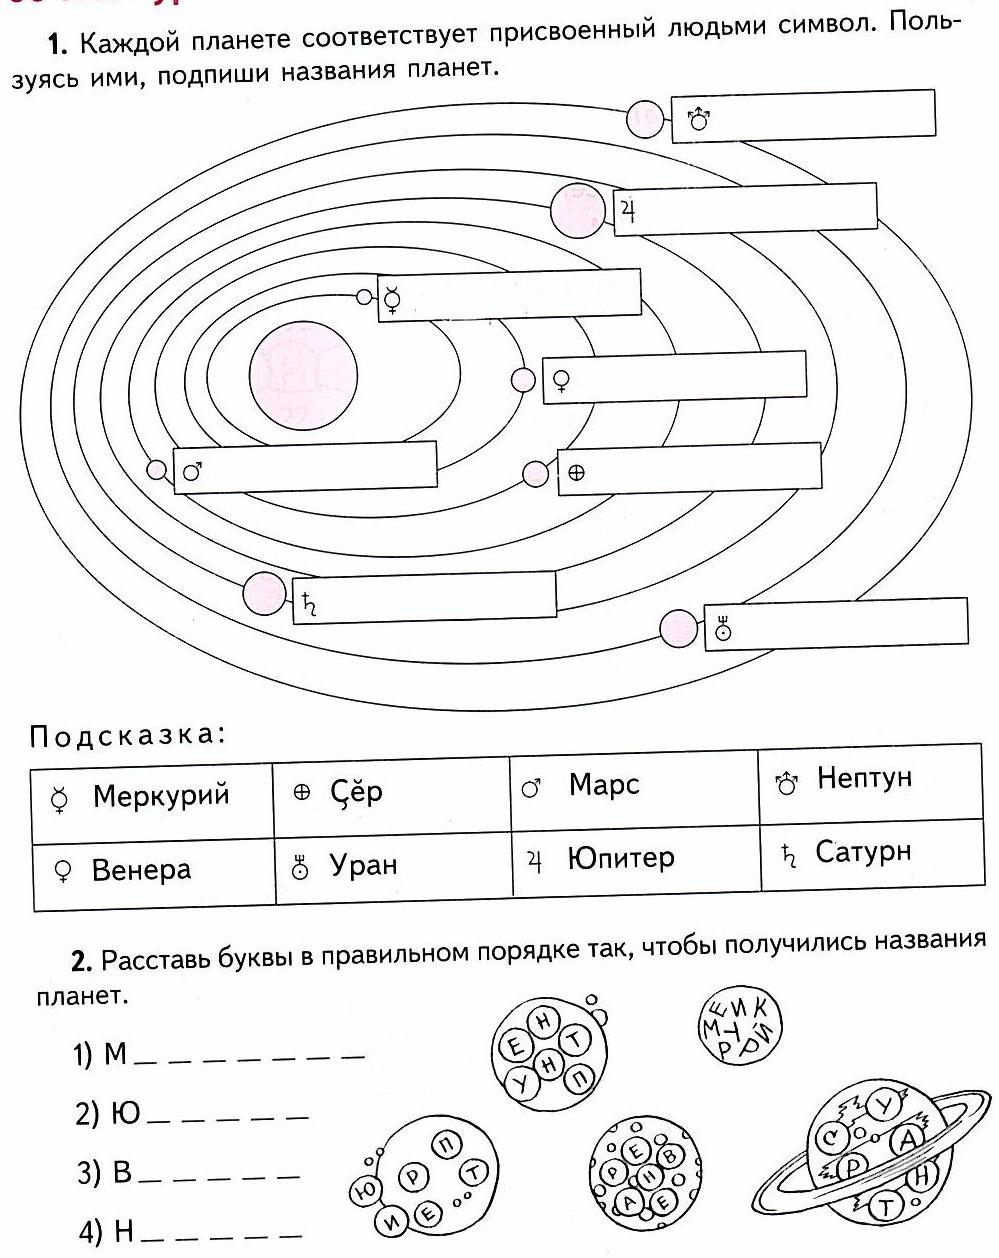 1. Каждой планете соответствует присвоенный людьми символ. Поль-
зуясь ими, подпиши названия планет.
♆
♃
☿
♀
♂
⊕
♄
♅
Подсказка:
☿ Меркурий ⊕ Ҫӗр ♂ Марс ♆ Нептун
♀ Венера ♅ Уран ♃ Юпитер ♄ Сатурн
2. Расставь буквы в правильном порядке так, чтобы получились названия
планет.
1) М _ _ _ _ _ _ _
2) Ю _ _ _ _ _
3) В _ _ _ _ _
4) Н _ _ _ _ _
Н Е Т Н У П
Е И К М У Р Р И Й
П Р Т Ю И Е
Е В Р Н А Е
У С А Р Н Т